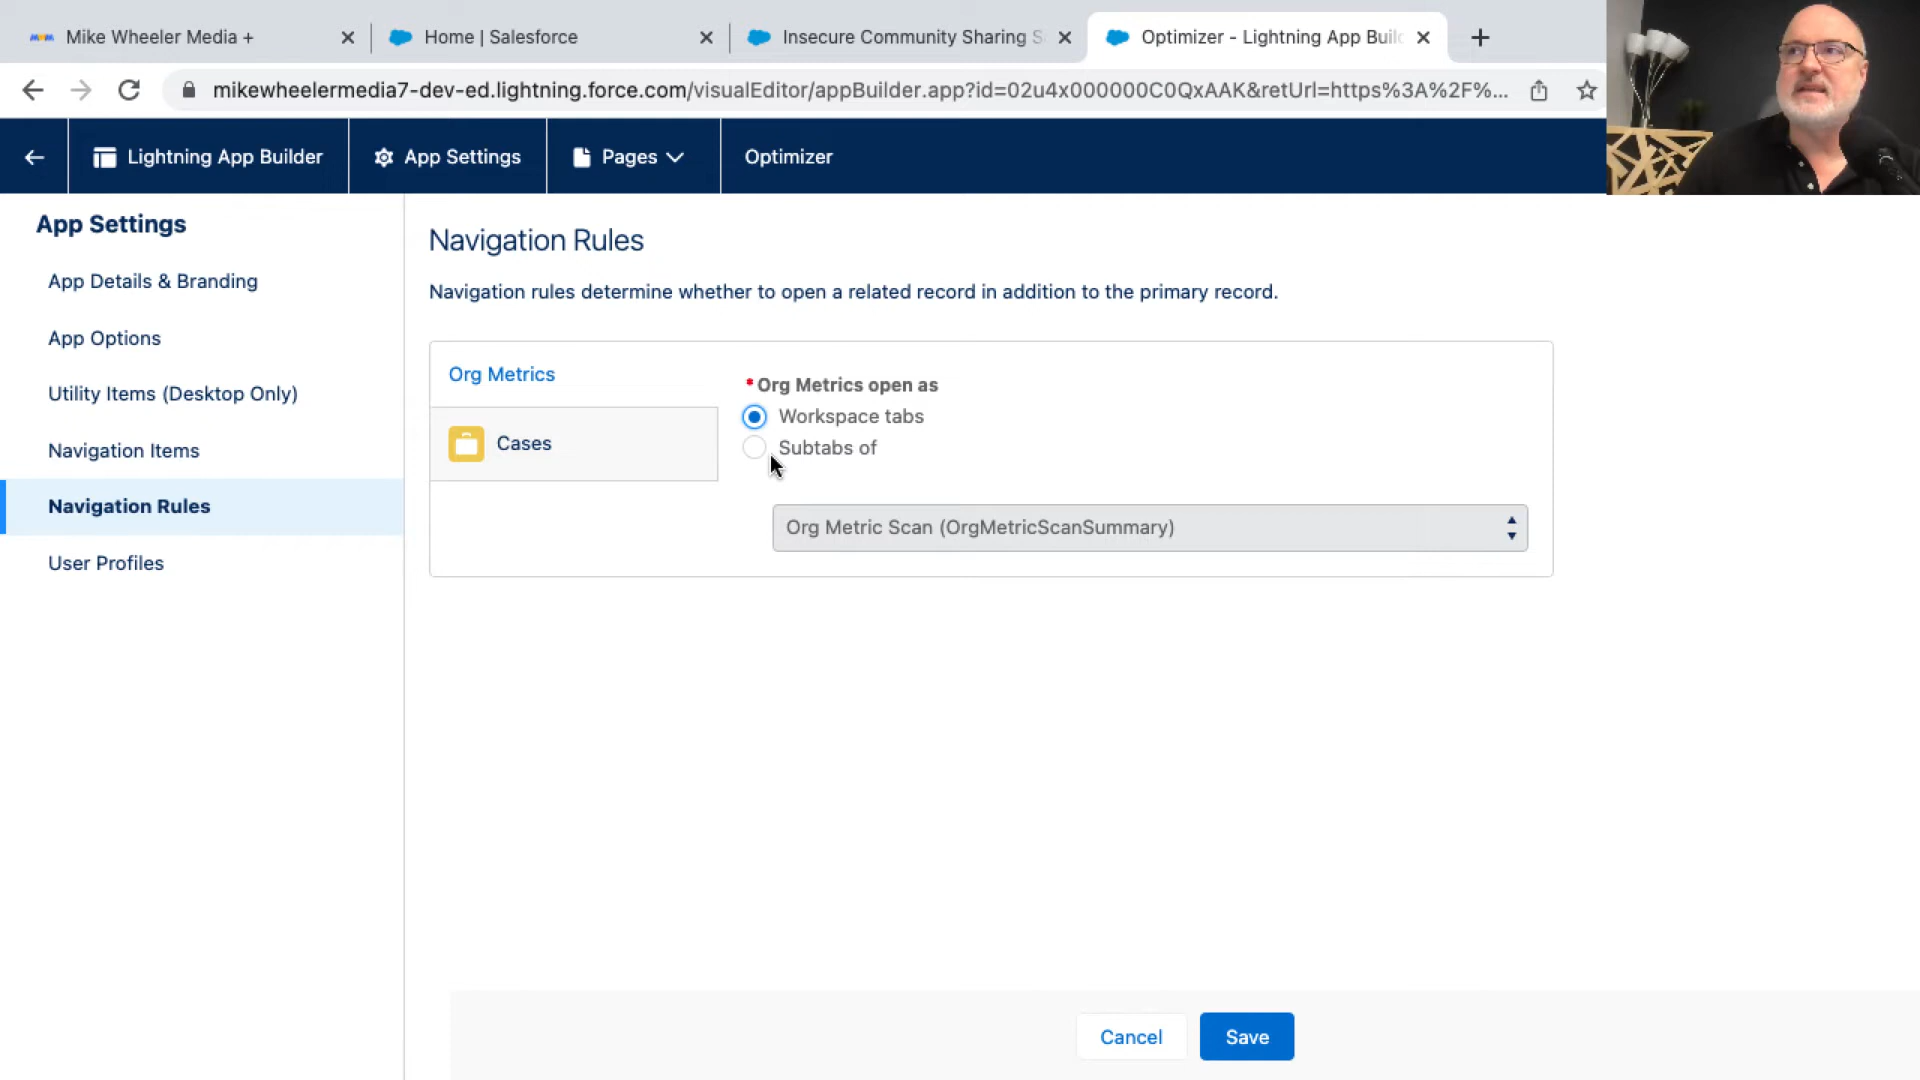 Mike Wheeler Media +
Home | Salesforce
Insecure Community Sharing S
Optimizer - Lightning App Buil
mikewheelermedia7-dev-ed.lightning.force.com/visualEditor/appBuilder.app?id=02u4x000000C0QxAAK&retUrl=https%3A%2F%...
Lightning App Builder
App Settings
Pages
Optimizer
App Settings
App Details & Branding
App Options
Utility Items (Desktop Only)
Navigation Items
Navigation Rules
User Profiles
Navigation Rules
Navigation rules determine whether to open a related record in addition to the primary record.
Org Metrics
Cases
* Org Metrics open as
Workspace tabs
Subtabs of
Org Metric Scan (OrgMetricScanSummary)
Cancel
Save